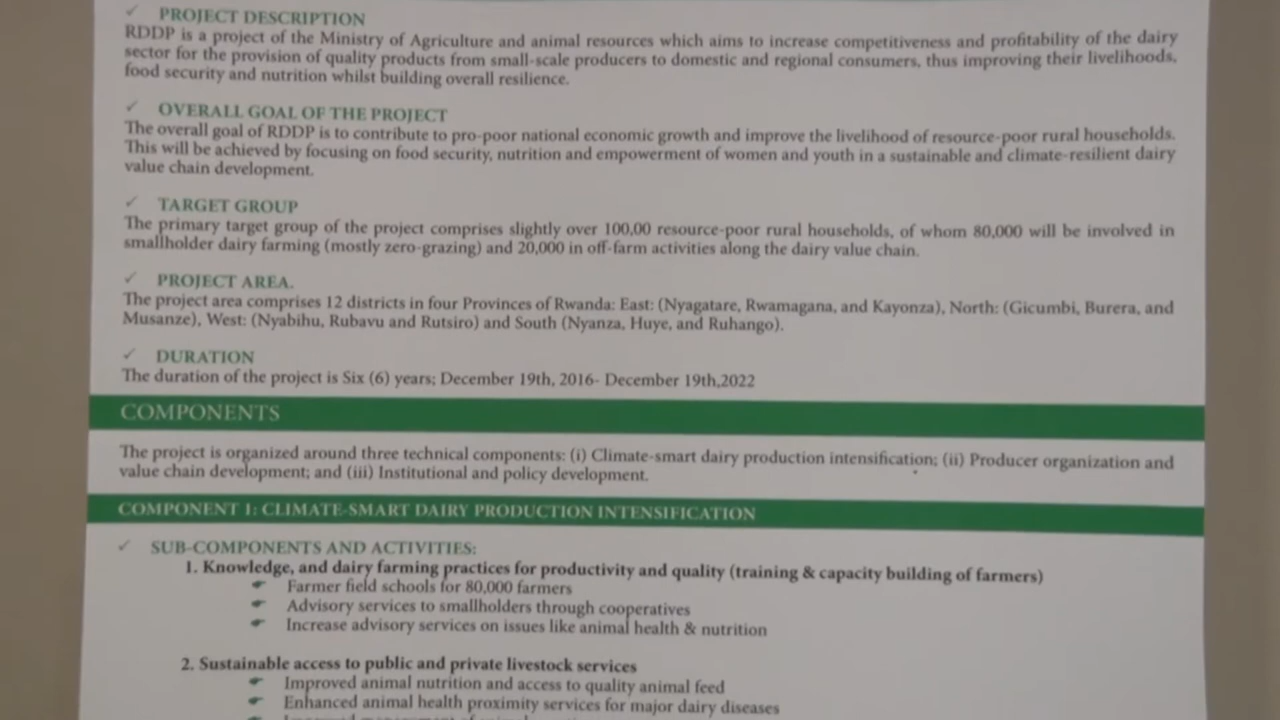 ✓ PROJECT DESCRIPTION
RDDP is a project of the Ministry of Agriculture and animal resources which aims to increase competitiveness and profitability of the dairy
sector for the provision of quality products from small-scale producers to domestic and regional consumers, thus improving their livelihoods,
food security and nutrition whilst building overall resilience.
✓ OVERALL GOAL OF THE PROJECT
The overall goal of RDDP is to contribute to pro-poor national economic growth and improve the livelihood of resource-poor rural households.
This will be achieved by focusing on food security, nutrition and empowerment of women and youth in a sustainable and climate-resilient dairy
value chain development.
✓ TARGET GROUP
The primary target group of the project comprises slightly over 100,00 resource-poor rural households, of whom 80,000 will be involved in
smallholder dairy farming (mostly zero-grazing) and 20,000 in off-farm activities along the dairy value chain.
✓ PROJECT AREA.
The project area comprises 12 districts in four Provinces of Rwanda: East: (Nyagatare, Rwamagana, and Kayonza), North: (Gicumbi, Burera, and
Musanze), West: (Nyabihu, Rubavu and Rutsiro) and South (Nyanza, Huye, and Ruhango).
✓ DURATION
The duration of the project is Six (6) years; December 19th, 2016- December 19th,2022
COMPONENTS
The project is organized around three technical components: (i) Climate-smart dairy production intensification; (ii) Producer organization and
value chain development; and (iii) Institutional and policy development.
COMPONENT 1: CLIMATE-SMART DAIRY PRODUCTION INTENSIFICATION
✓ SUB-COMPONENTS AND ACTIVITIES:
1. Knowledge, and dairy farming practices for productivity and quality (training & capacity building of farmers)
Farmer field schools for 80,000 farmers
Advisory services to smallholders through cooperatives
Increase advisory services on issues like animal health & nutrition
2. Sustainable access to public and private livestock services
Improved animal nutrition and access to quality animal feed
Enhanced animal health proximity services for major dairy diseases